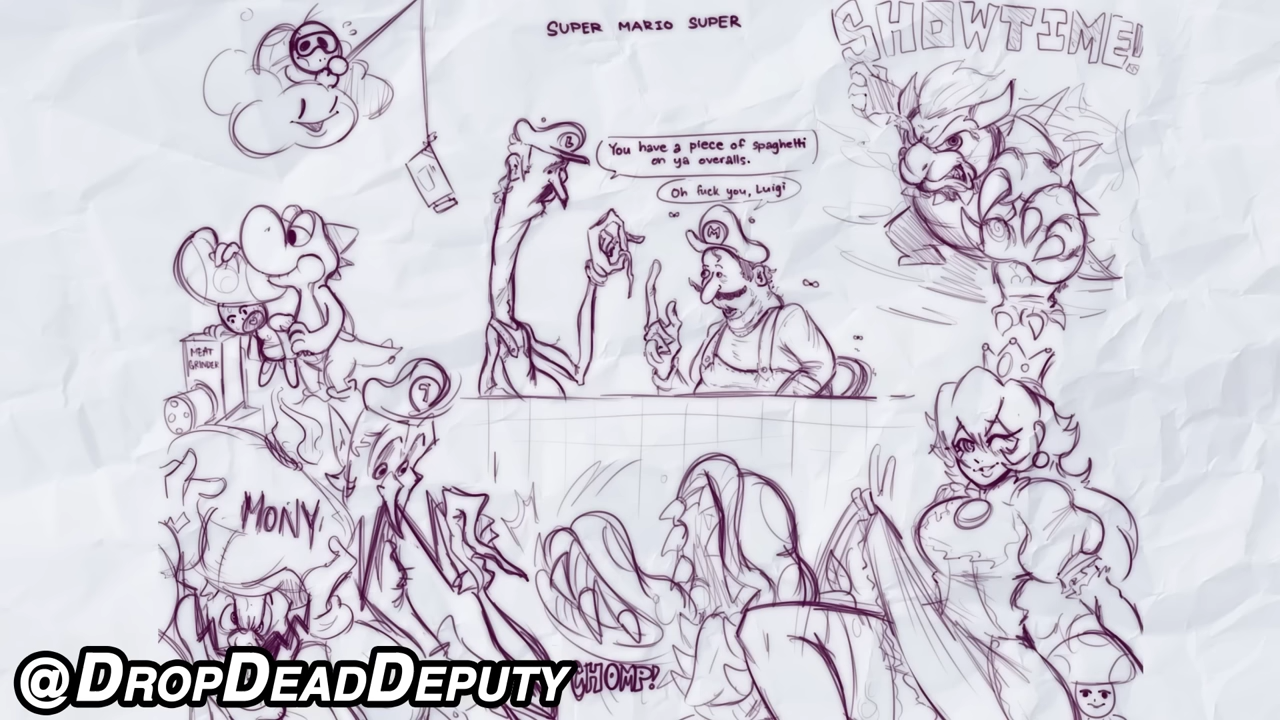 SUPER MARIO SUPER
SHOWTIME!
L
You have a piece of spaghetti
on ya overalls.
Oh fuck you, Luigi
M
MEAT
GRINDER
MONY
CHOMP!
@DROPDEADDEPUTY